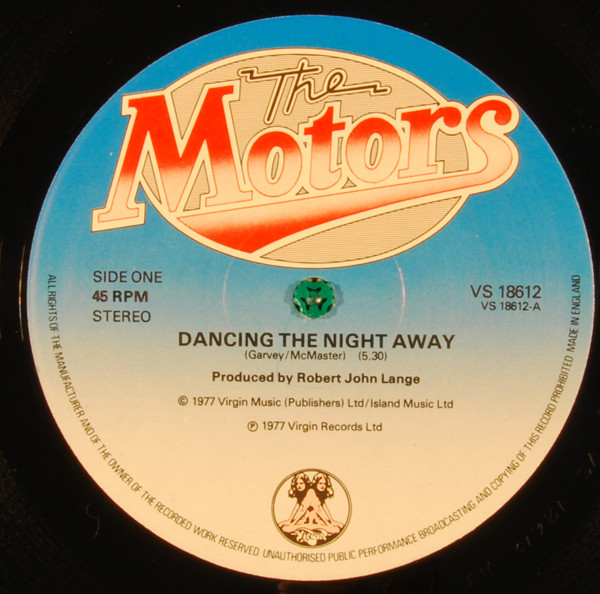 The
Motors
SIDE ONE
45 RPM
STEREO
VS 18612
VS 18612-A
DANCING THE NIGHT AWAY
(Garvey/McMaster) (5.30)
Produced by Robert John Lange
© 1977 Virgin Music (Publishers) Ltd/Island Music Ltd
℗ 1977 Virgin Records Ltd
Virgin
ALL RIGHTS OF THE MANUFACTURER AND OF THE OWNER OF THE RECORDED WORK RESERVED. UNAUTHORISED PUBLIC PERFORMANCE BROADCASTING AND COPYING OF THIS RECORD PROHIBITED MADE IN ENGLAND